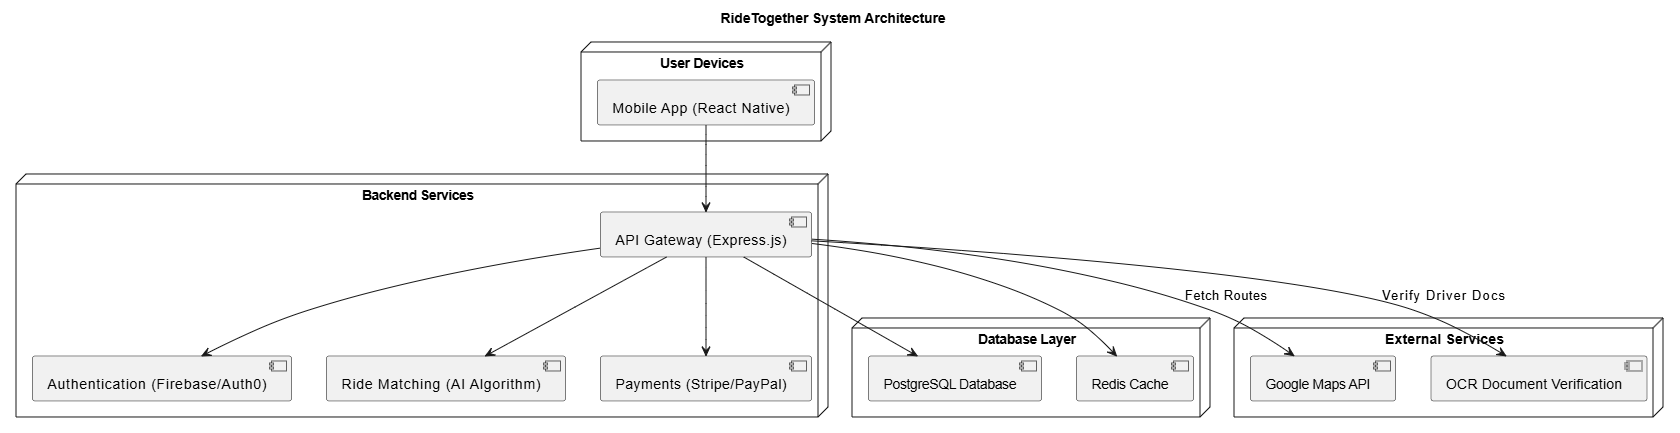 RideTogether System Architecture
User Devices
Mobile App (React Native)
Backend Services
API Gateway (Express.js)
Fetch Routes
Verify Driver Docs
Database Layer
External Services
Authentication (Firebase/Auth0)
Ride Matching (AI Algorithm)
Payments (Stripe/PayPal)
PostgreSQL Database
Redis Cache
Google Maps API
OCR Document Verification